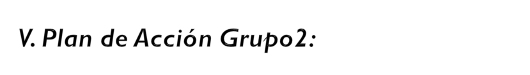 V. Plan de Acción Grupo2: